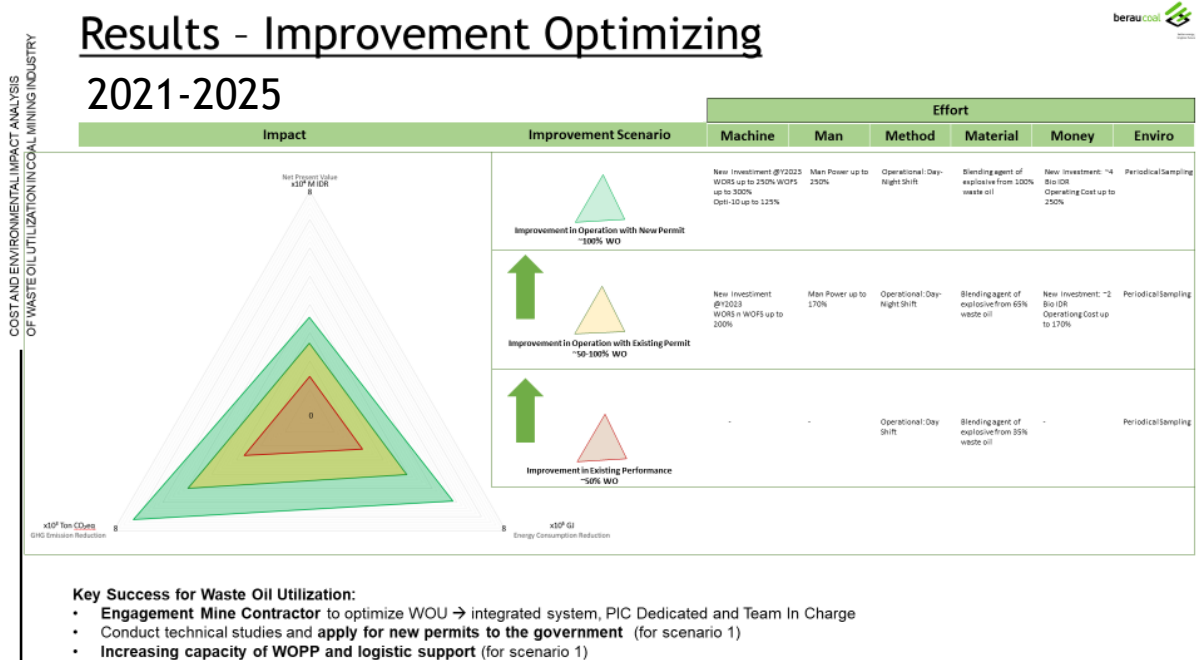 Results – Improvement Optimizing
2021-2025
beraucoal
COST AND ENVIRONMENTAL IMPACT ANALYSIS
OF WASTE OIL UTILIZATION IN COAL MINING INDUSTRY
Effort
Impact
Improvement Scenario
Machine
Man
Method
Material
Money
Enviro
Net Present Value
x10⁶ M IDR
8
0
x10⁶ Ton CO₂eq
GHG Emission Reduction
8
8
x10⁶ GJ
Energy Consumption Reduction
Improvement in Operation with New Permit
~100% WO
New Investiment @Y2023
WORS up to 250% WOFS
up to 300%
Opti-10 up to 125%
Man Power up to
250%
Operational: Day-
Night Shift
Blending agent of
explosive from 100%
waste oil
New Investment: ~4
Bio IDR
Operating Cost up to
250%
Periodical Sampling
Improvement in Operation with Existing Permit
~50-100% WO
New Investiment
@Y2023
WORS n WOFS up to
200%
Man Power up to
170%
Operational: Day-
Night Shift
Blending agent of
explosive from 65%
waste oil
New Investment: ~2
Bio IDR
Operationg Cost up
to 170%
Periodical Sampling
Improvement in Existing Performance
~50% WO
-
-
Operational: Day
Shift
Blending agent of
explosive from 35%
waste oil
-
Periodical Sampling
Key Success for Waste Oil Utilization:
• Engagement Mine Contractor to optimize WOU → integrated system, PIC Dedicated and Team In Charge
• Conduct technical studies and apply for new permits to the government (for scenario 1)
• Increasing capacity of WOPP and logistic support (for scenario 1)